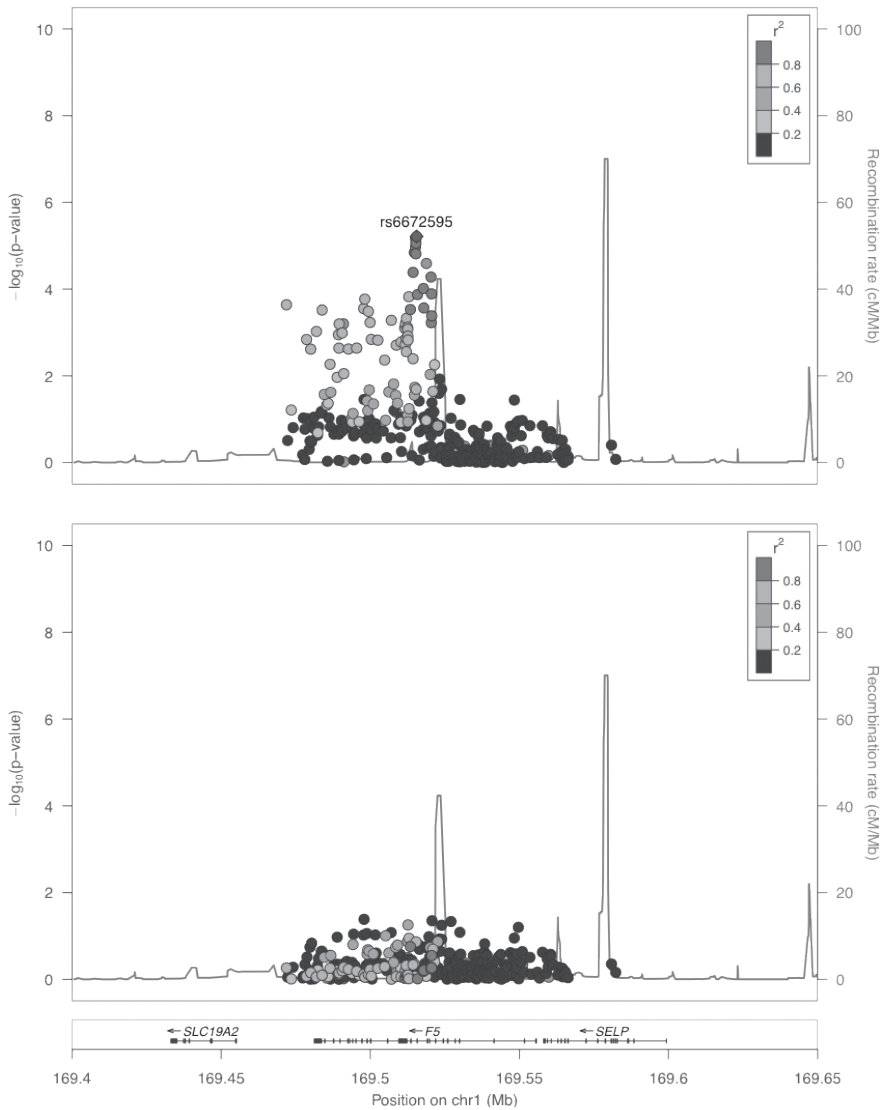 10
8
6
4
2
0
−log10(p−value)
100
80
60
40
20
0
Recombination rate (cM/Mb)
r2
0.8
0.6
0.4
0.2
rs6672595
10
8
6
4
2
0
−log10(p−value)
100
80
60
40
20
0
Recombination rate (cM/Mb)
r2
0.8
0.6
0.4
0.2
←SLC19A2
←F5
←SELP
169.4 169.45 169.5 169.55 169.6 169.65
Position on chr1 (Mb)